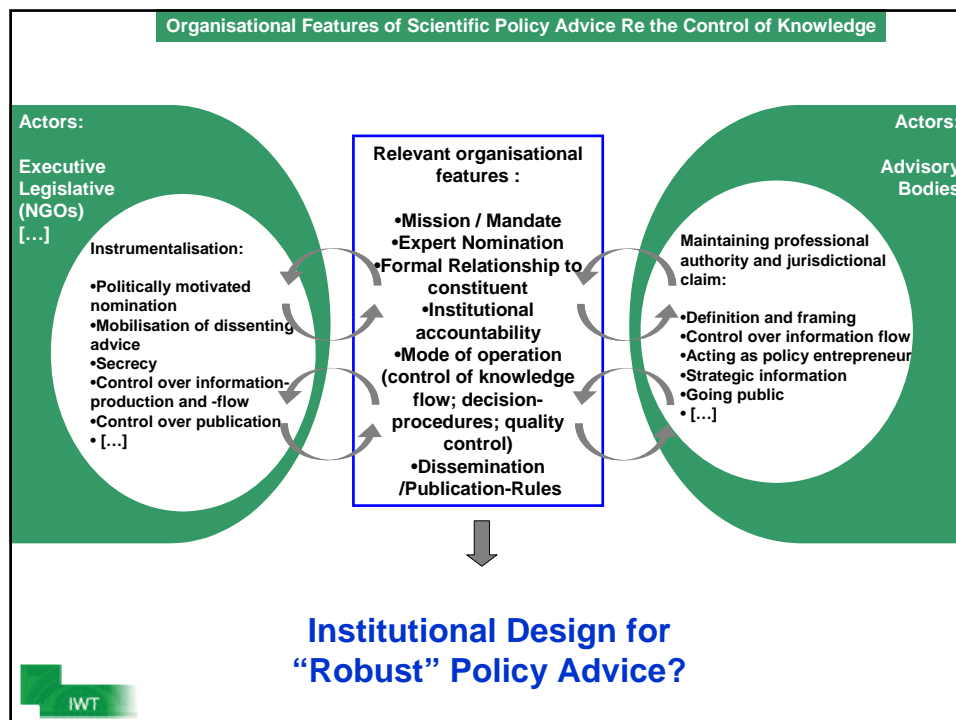 Organisational Features of Scientific Policy Advice Re the Control of Knowledge
Actors:
Executive
Legislative
(NGOs)
[…]
Instrumentalisation:
•Politically motivated
nomination
•Mobilisation of dissenting
advice
•Secrecy
•Control over information-
production and -flow
•Control over publication
• […]
Relevant organisational
features :
•Mission / Mandate
•Expert Nomination
•Formal Relationship to
constituent
•Institutional
accountability
•Mode of operation
(control of knowledge
flow; decision-
procedures; quality
control)
•Dissemination
/Publication-Rules
Actors:
Advisory
Bodies
Maintaining professional
authority and jurisdictional
claim:
•Definition and framing
•Control over information flow
•Acting as policy entrepreneur
•Strategic information
•Going public
• […]
Institutional Design for
“Robust” Policy Advice?
IWT